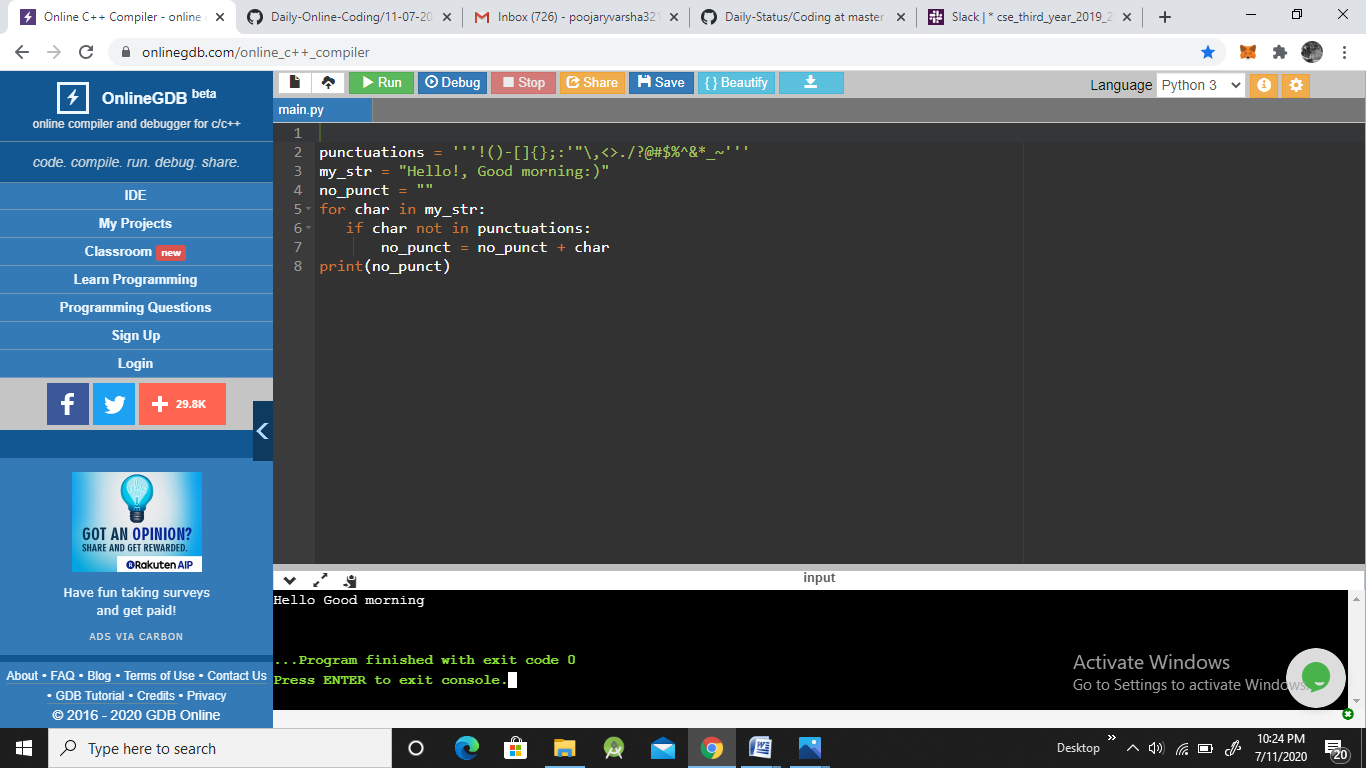 Online C++ Compiler - online
Daily-Online-Coding/11-07-20
Inbox (726) - poojaryvarsha321
Daily-Status/Coding at master
Slack | * cse_third_year_2019_2
onlinegdb.com/online_c++_compiler
OnlineGDB beta
online compiler and debugger for c/c++
code. compile. run. debug. share.
IDE
My Projects
Classroom new
Learn Programming
Programming Questions
Sign Up
Login
29.8K
GOT AN OPINION?
SHARE AND GET REWARDED.
Rakuten AIP
Have fun taking surveys
and get paid!
ADS VIA CARBON
About • FAQ • Blog • Terms of Use • Contact Us
• GDB Tutorial • Credits • Privacy
© 2016 - 2020 GDB Online
Run Debug Stop Share Save { } Beautify
Language Python 3
main.py
1
2 punctuations = '''!()-[]{};:'"\,<>./?@#$%^&*_~'''
3 my_str = "Hello!, Good morning:)"
4 no_punct = ""
5 for char in my_str:
6 if char not in punctuations:
7 no_punct = no_punct + char
8 print(no_punct)
input
Hello Good morning
...Program finished with exit code 0
Press ENTER to exit console.
Activate Windows
Go to Settings to activate Windows.
Type here to search
Desktop
10:24 PM
7/11/2020
20